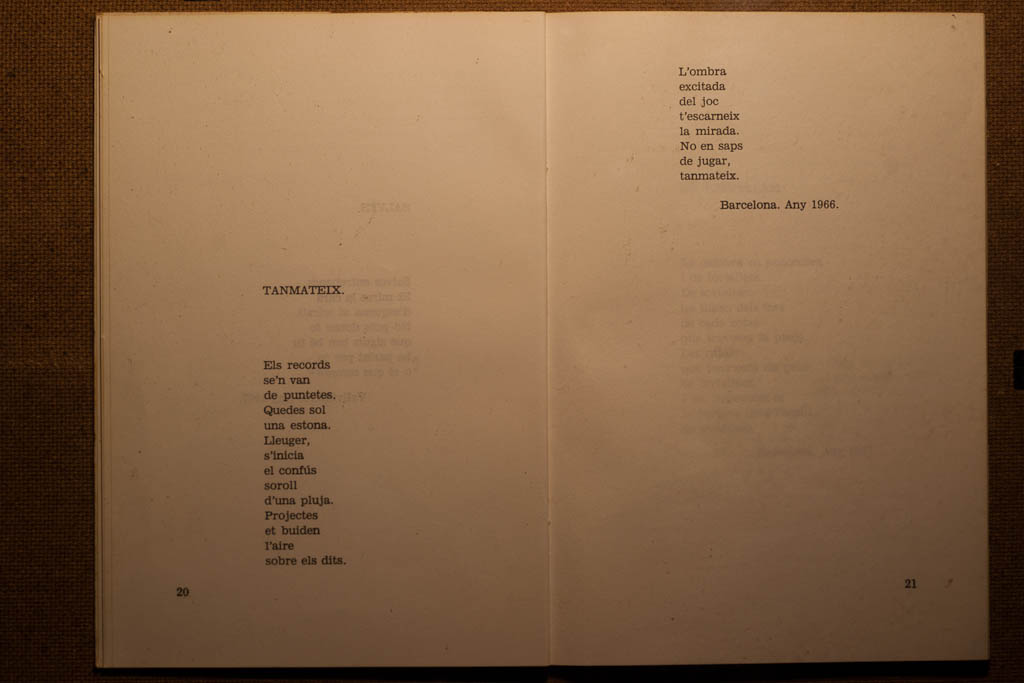 TANMATEIX.
Els records
se'n van
de puntetes.
Quedes sol
una estona.
Lleuger,
s'inicia
el confús
soroll
d'una pluja.
Projectes
et buiden
l'aire
sobre els dits.
20
L'ombra
excitada
del joc
t'escarneix
la mirada.
No en saps
de jugar,
tanmateix.
Barcelona. Any 1966.
21